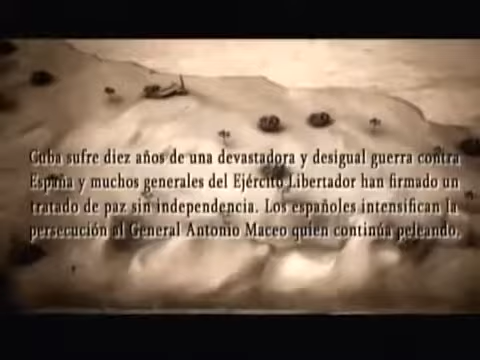 Cuba sufre diez años de una devastadora y desigual guerra contra
España y muchos generales del Ejército Libertador han firmado un
tratado de paz sin independencia. Los españoles intensifican la
persecución al General Antonio Maceo quien continúa peleando.